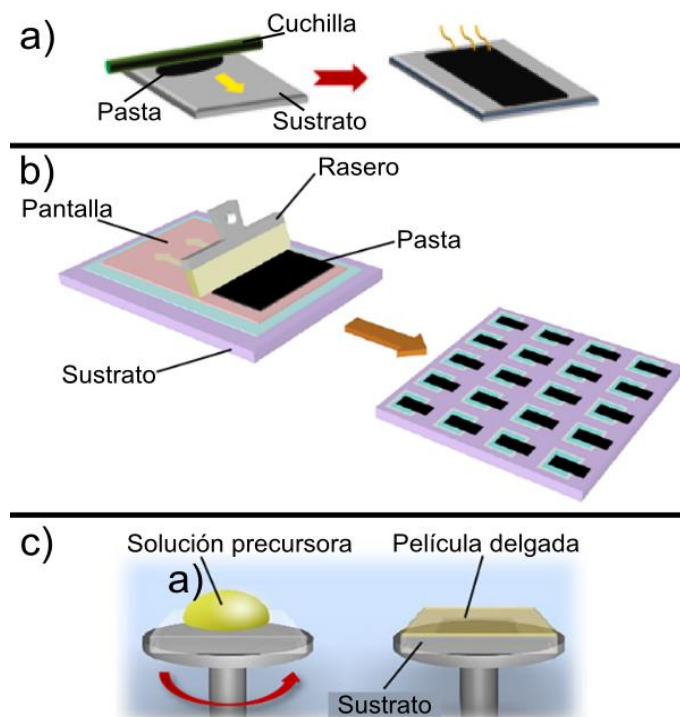 a)
Cuchilla
Pasta
Sustrato
b)
Rasero
Pantalla
Pasta
Sustrato
c)
Solución precursora
Película delgada
a)
Sustrato